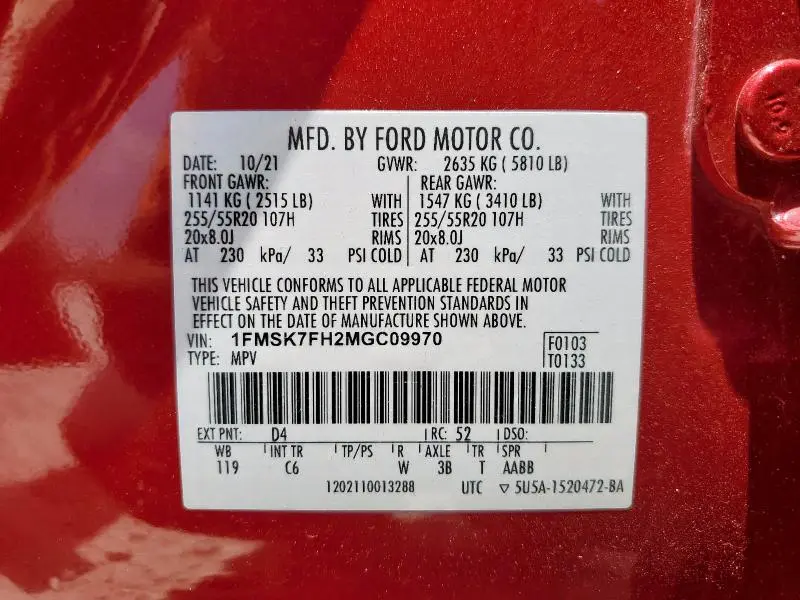 MFD. BY FORD MOTOR CO.
DATE: 10/21 GVWR: 2635 KG ( 5810 LB)
FRONT GAWR: REAR GAWR:
1141 KG ( 2515 LB) WITH 1547 KG ( 3410 LB) WITH
255/55R20 107H TIRES 255/55R20 107H TIRES
20x8.0J RIMS 20x8.0J RIMS
AT 230 kPa/ 33 PSI COLD AT 230 kPa/ 33 PSI COLD
THIS VEHICLE CONFORMS TO ALL APPLICABLE FEDERAL MOTOR
VEHICLE SAFETY AND THEFT PREVENTION STANDARDS IN
EFFECT ON THE DATE OF MANUFACTURE SHOWN ABOVE.
VIN: 1FMSK7FH2MGC09970 F0103
TYPE: MPV T0133
EXT PNT: D4 RC: 52 DSO:
WB INT TR TP/PS R AXLE TR SPR
119 C6 W 3B T AABB
1202110013288 UTC ▽ 5U5A-1520472-BA